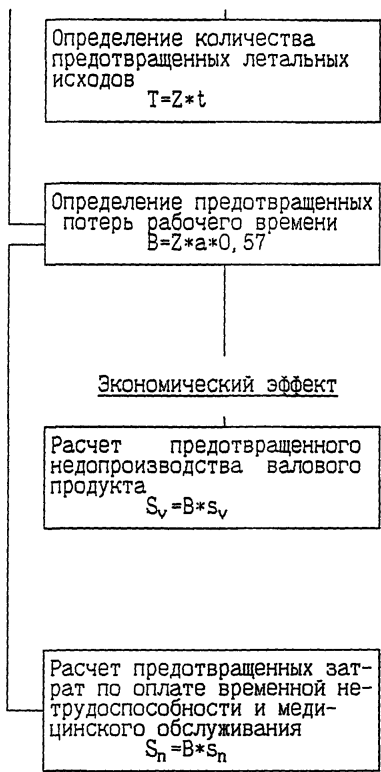 Определение количества
предотвращенных летальных
исходов
T=Z*t
Определение предотвращенных
потерь рабочего времени
B=Z*a*0,57
Экономический эффект
Расчет предотвращенного
недопроизводства валового
продукта
Sv=B*sv
Расчет предотвращенных зат-
рат по оплате временной не-
трудоспособности и меди-
цинского обслуживания
Sn=B*sn